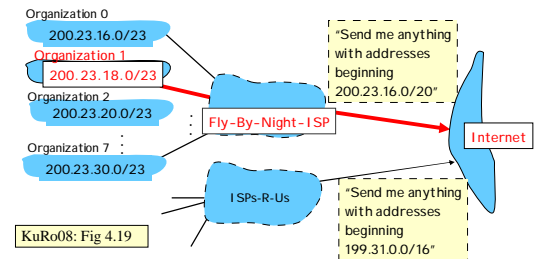 Organization 0
200.23.16.0/23
Organization 1
200.23.18.0/23
Organization 2
200.23.20.0/23
Organization 7
200.23.30.0/23
Fly-By-Night-ISP
"Send me anything
with addresses
beginning
200.23.16.0/20"
Internet
ISPs-R-Us
"Send me anything
with addresses
beginning
199.31.0.0/16"
KuRo08: Fig 4.19